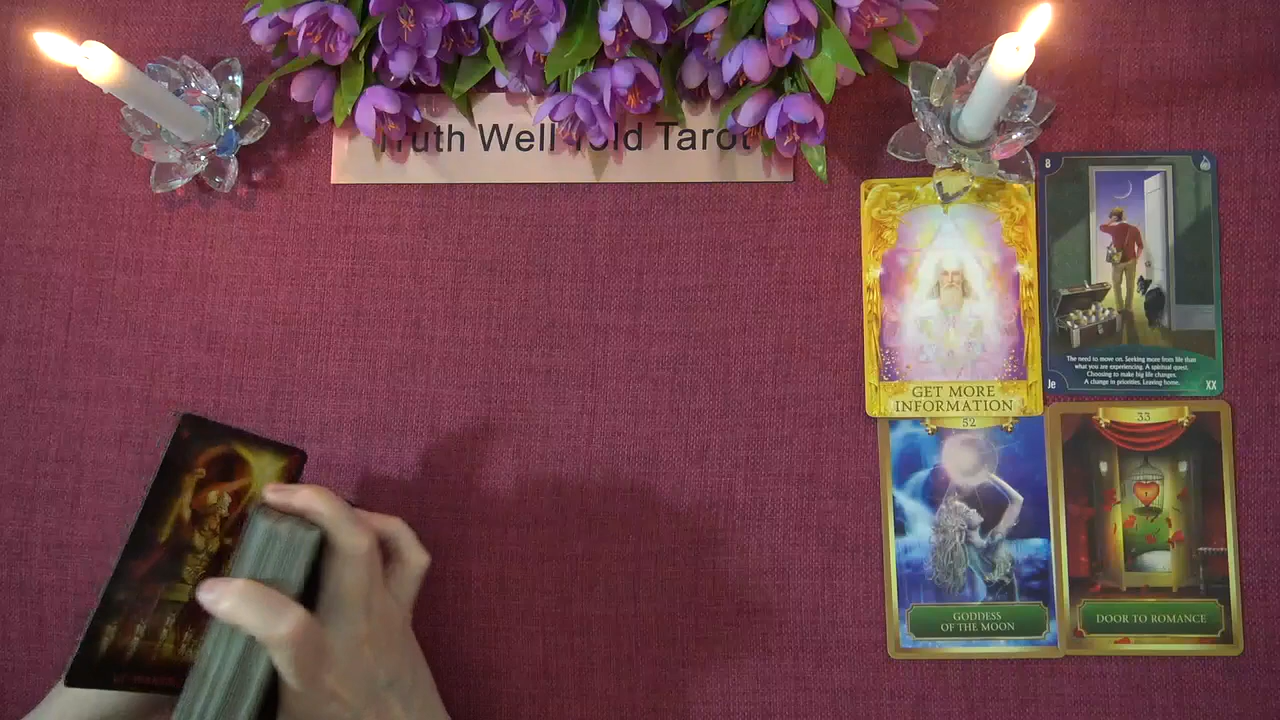 Truth Well Told Tarot
8
The need to move on. Seeking more from life than
what you are experiencing. A spiritual quest.
Choosing to make big life changes.
A change in priorities. Leaving home.
Je
XX
GET MORE
INFORMATION
52
GODDESS
OF THE MOON
33
DOOR TO ROMANCE